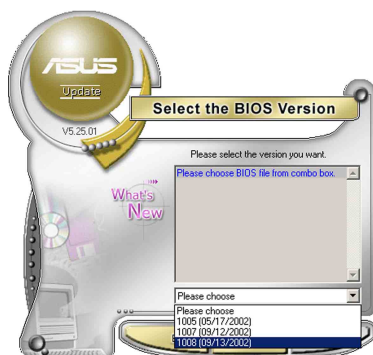 ASUS
Update
V5.25.01
Select the BIOS Version
Please select the version you want.
What's
New
Please choose BIOS file from combo box.
Please choose
Please choose
1005 (05/17/2002)
1007 (09/12/2002)
1008 (09/13/2002)